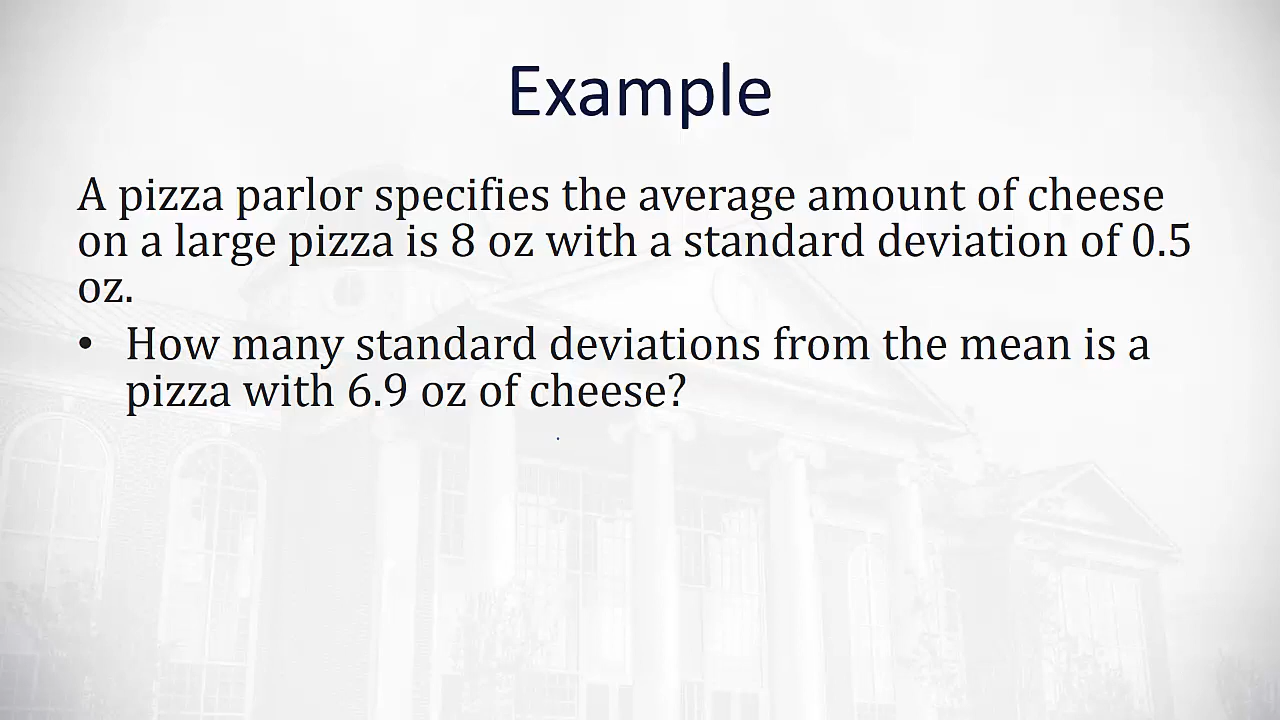 Example
A pizza parlor specifies the average amount of cheese
on a large pizza is 8 oz with a standard deviation of 0.5
oz.
• How many standard deviations from the mean is a
pizza with 6.9 oz of cheese?